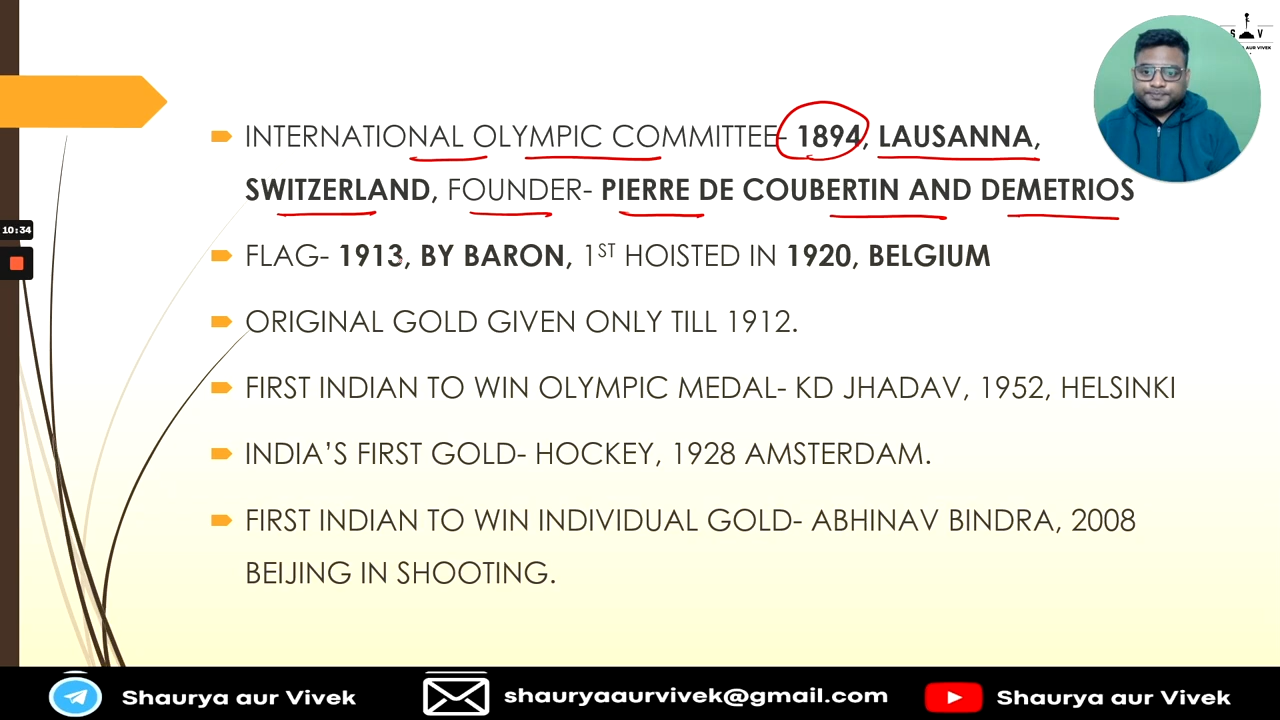 S V
AUR VIVEK
INTERNATIONAL OLYMPIC COMMITTEE- 1894, LAUSANNA,
SWITZERLAND, FOUNDER- PIERRE DE COUBERTIN AND DEMETRIOS
10:34
FLAG- 1913, BY BARON, 1ST HOISTED IN 1920, BELGIUM
ORIGINAL GOLD GIVEN ONLY TILL 1912.
FIRST INDIAN TO WIN OLYMPIC MEDAL- KD JHADAV, 1952, HELSINKI
INDIA'S FIRST GOLD- HOCKEY, 1928 AMSTERDAM.
FIRST INDIAN TO WIN INDIVIDUAL GOLD- ABHINAV BINDRA, 2008
BEIJING IN SHOOTING.
Shaurya aur Vivek shauryaaurvivek@gmail.com Shaurya aur Vivek